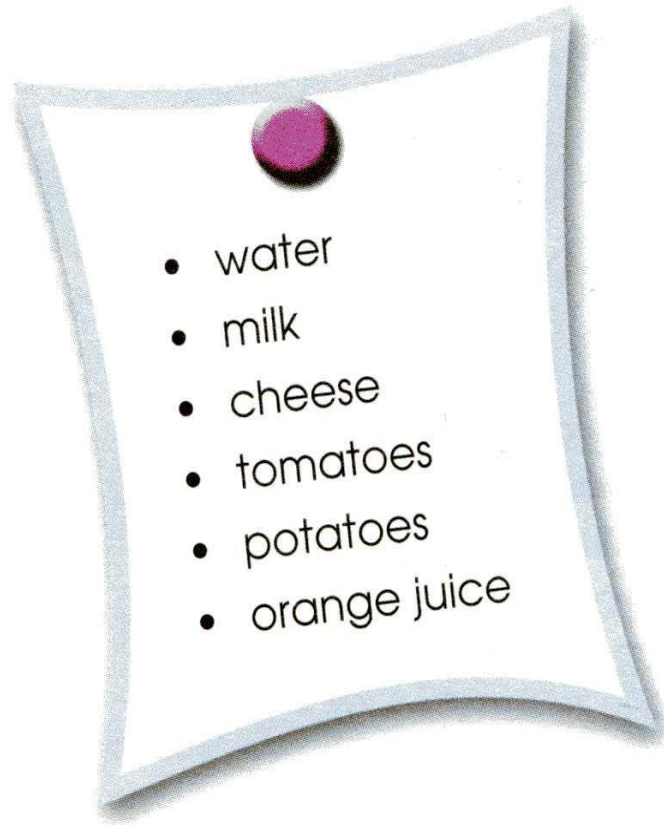 • water
• milk
• cheese
• tomatoes
• potatoes
• orange juice